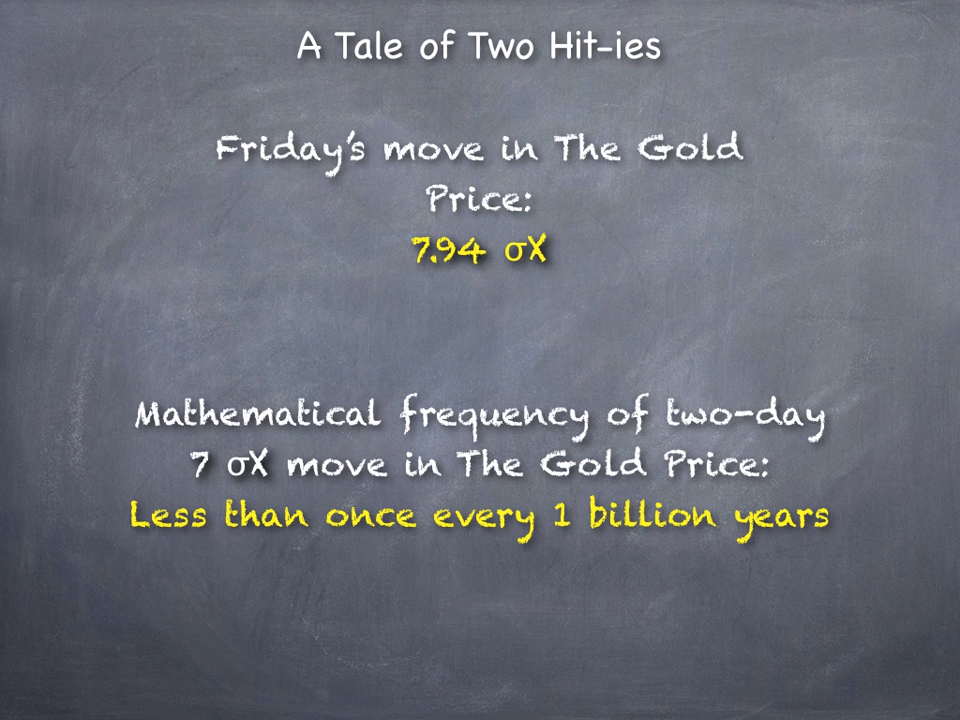 A Tale of Two Hit-ies
Friday's move in The Gold
Price:
7.94 σX
Mathematical frequency of two-day
7 σX move in The Gold Price:
Less than once every 1 billion years